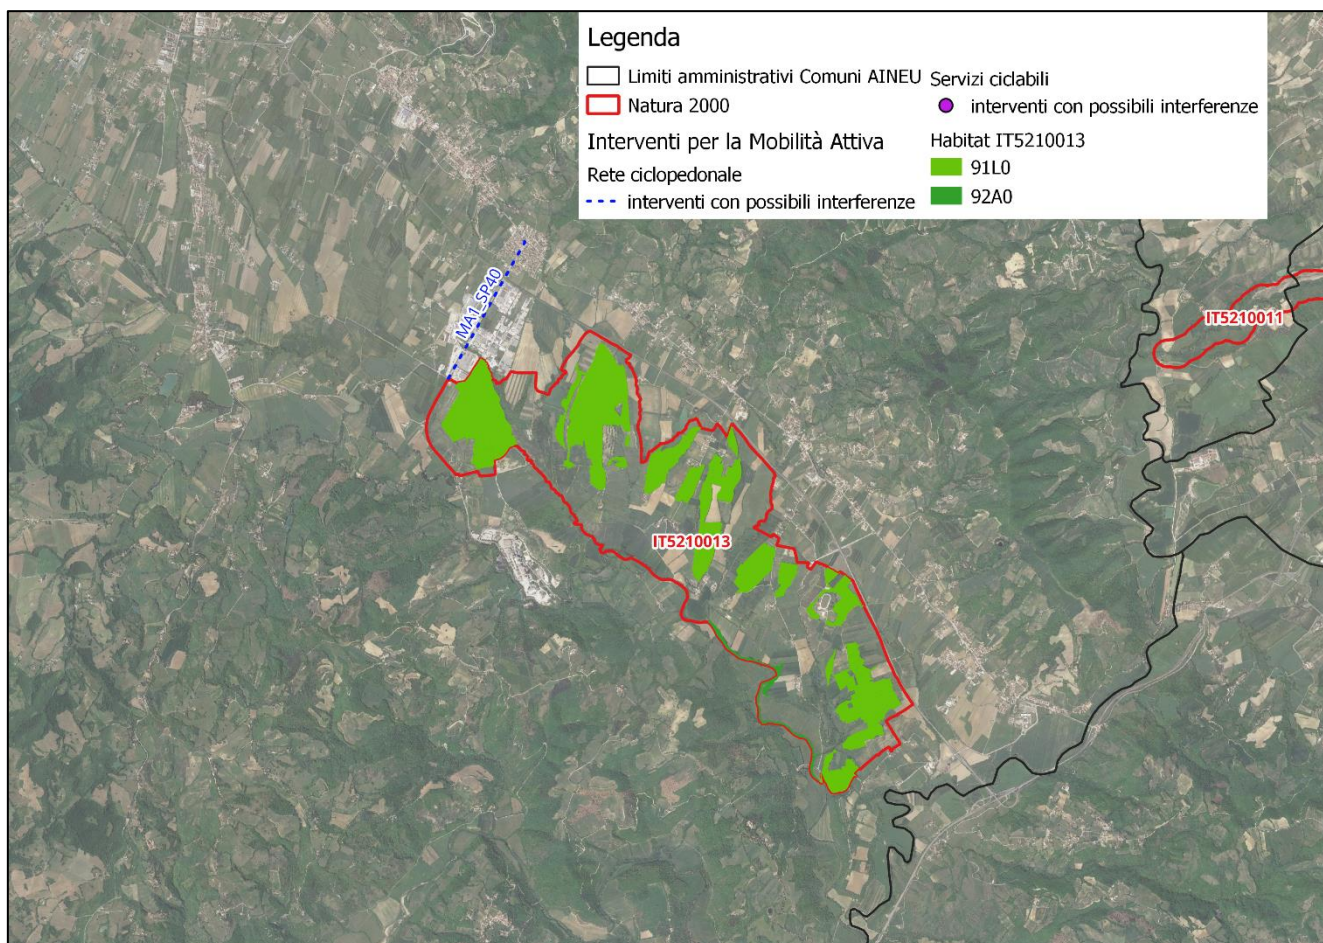 Legenda
Limiti amministrativi Comuni AINEU
Natura 2000
Interventi per la Mobilità Attiva
Rete ciclopedonale
interventi con possibili interferenze
Servizi ciclabili
interventi con possibili interferenze
Habitat IT5210013
91L0
92A0
MA1_SP40
IT5210011
IT5210013